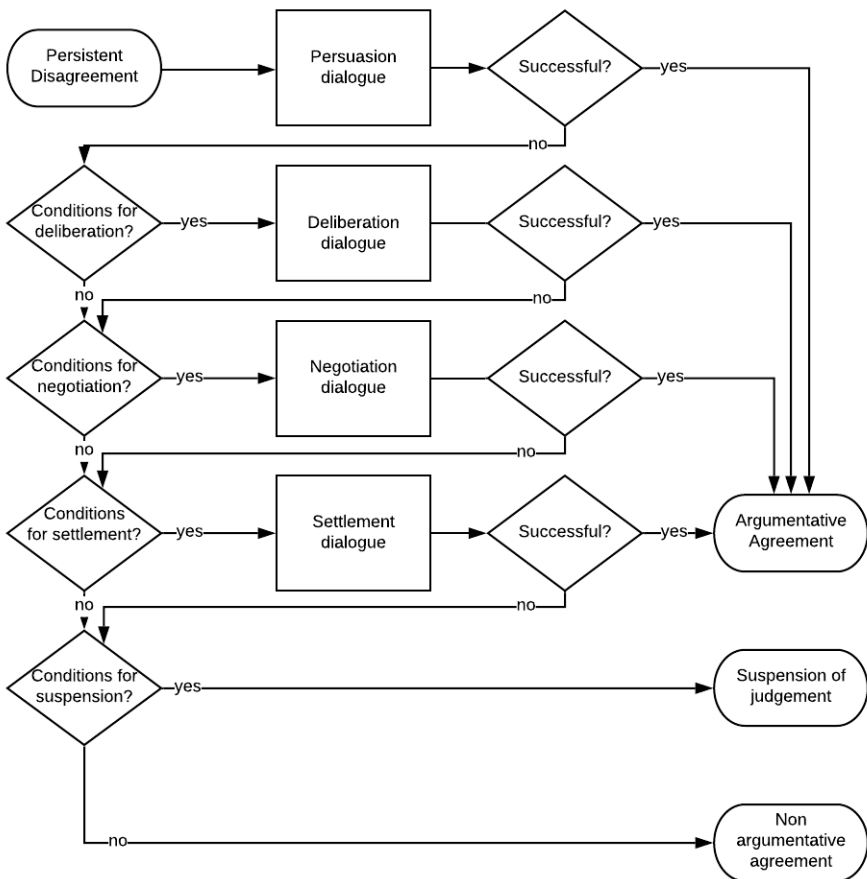 Persistent
Disagreement
Persuasion
dialogue
Successful?
yes
no
Conditions for
deliberation?
yes
Deliberation
dialogue
Successful?
yes
no
no
Conditions for
negotiation?
yes
Negotiation
dialogue
Successful?
yes
no
no
Conditions
for settlement?
yes
Settlement
dialogue
Successful?
yes
Argumentative
Agreement
no
no
Conditions for
suspension?
yes
Suspension of
judgement
no
Non
argumentative
agreement